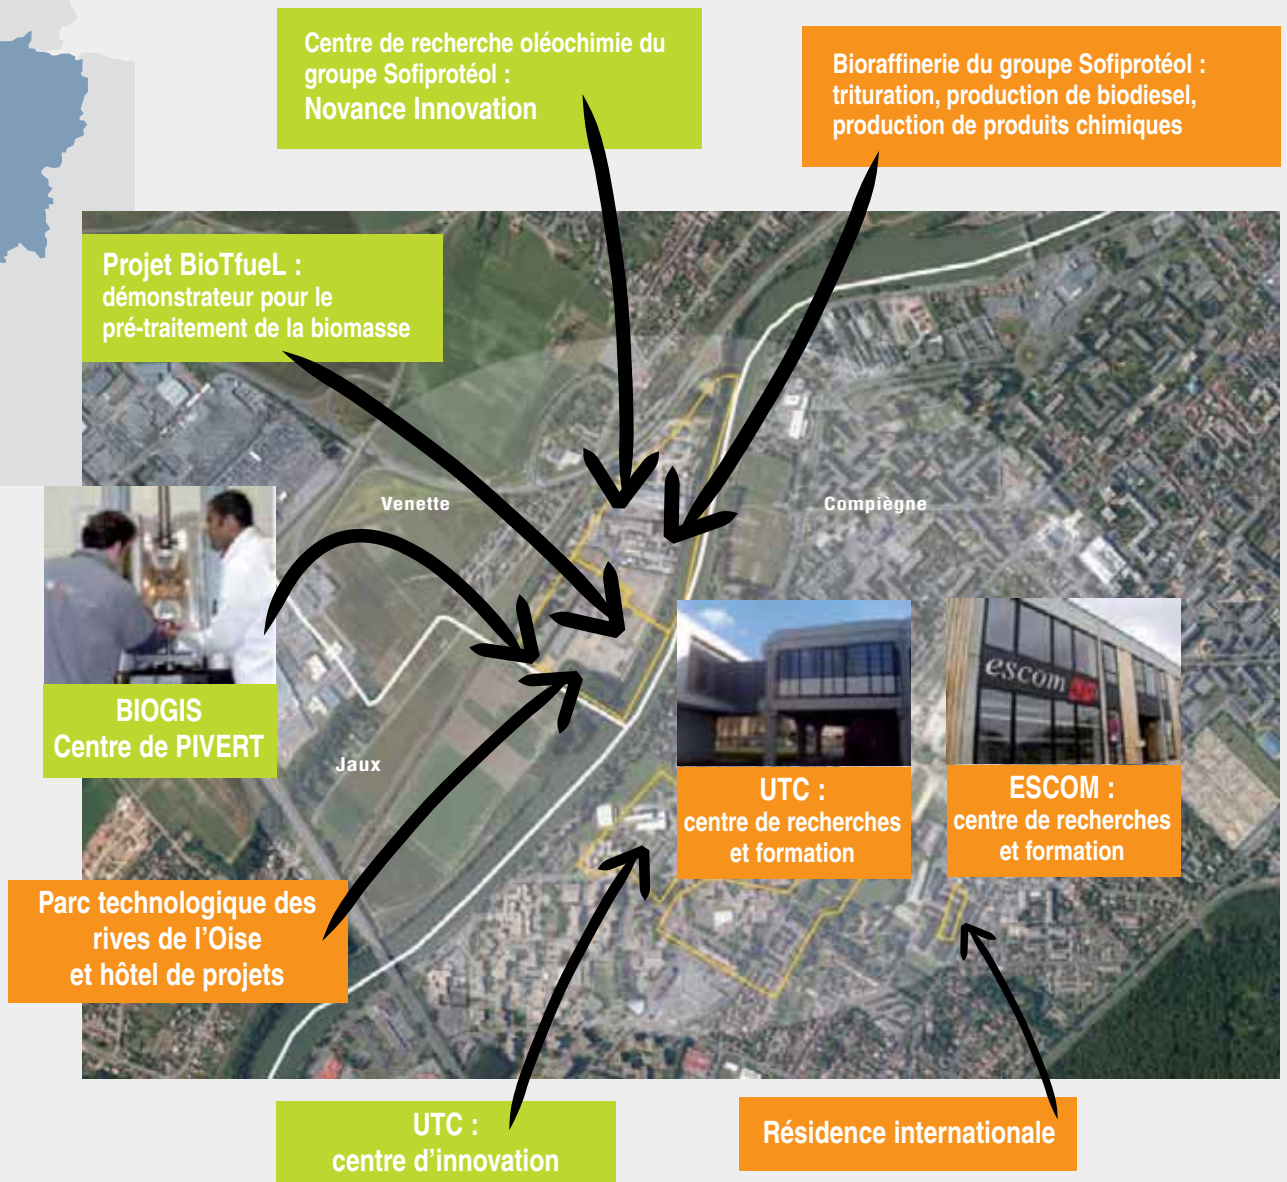 Centre de recherche oléochimie du
groupe Sofiprotéol :
Novance Innovation
Bioraffinerie du groupe Sofiprotéol :
trituration, production de biodiesel,
production de produits chimiques
Projet BioTfueL :
démonstrateur pour le
pré-traitement de la biomasse
Venette
Compiègne
BIOGIS
Centre de PIVERT
Jaux
escom
UTC :
centre de recherches
et formation
ESCOM :
centre de recherches
et formation
Parc technologique des
rives de l'Oise
et hôtel de projets
UTC :
centre d'innovation
Résidence internationale